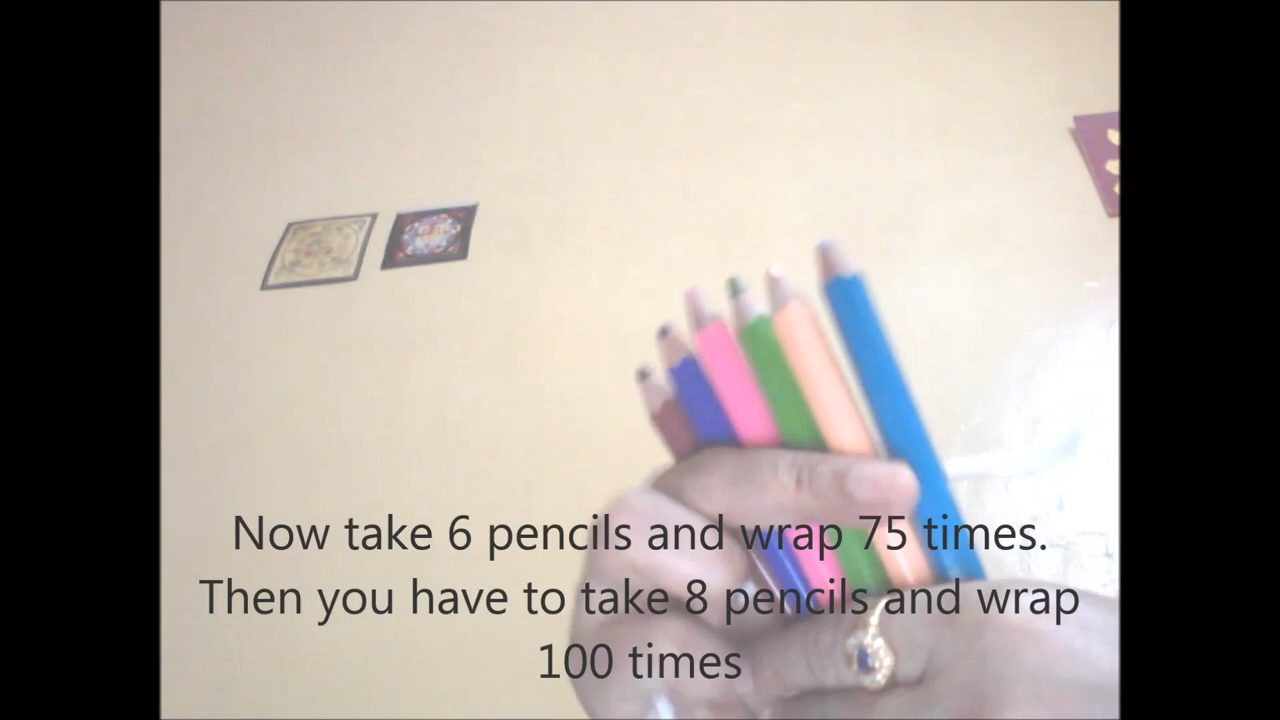 Now take 6 pencils and wrap 75 times.
Then you have to take 8 pencils and wrap
100 times